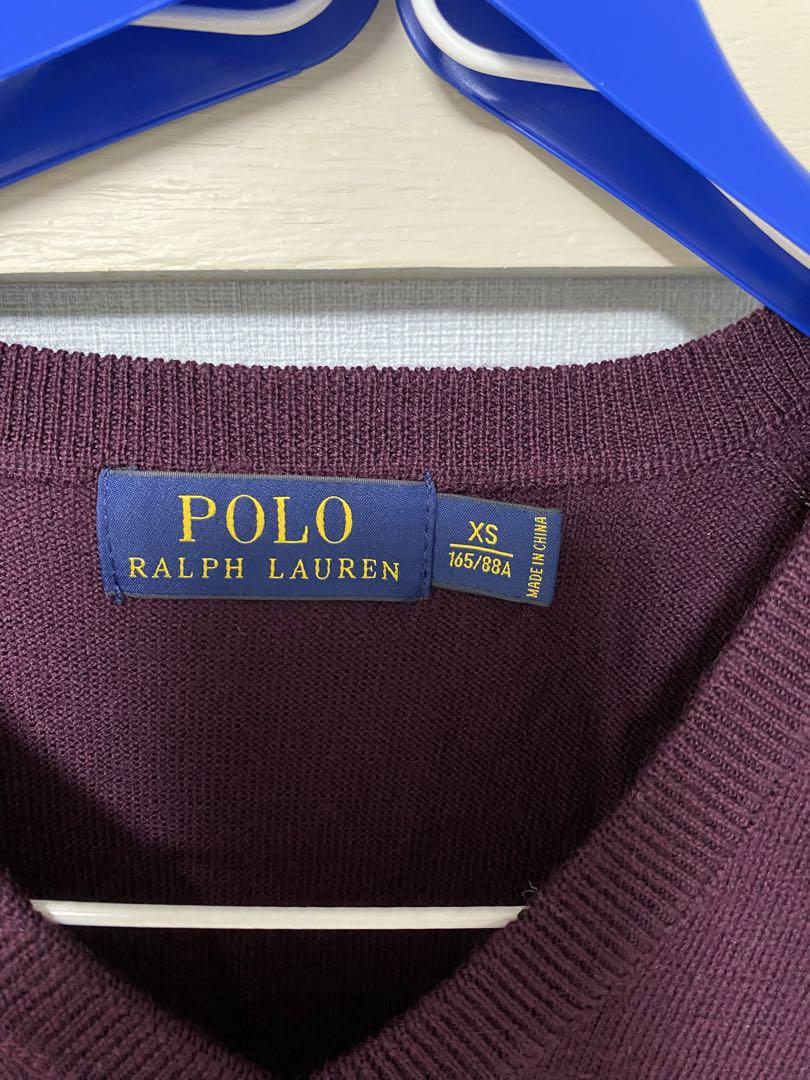 POLO
RALPH LAUREN
XS
165/88A
MADE IN CHINA